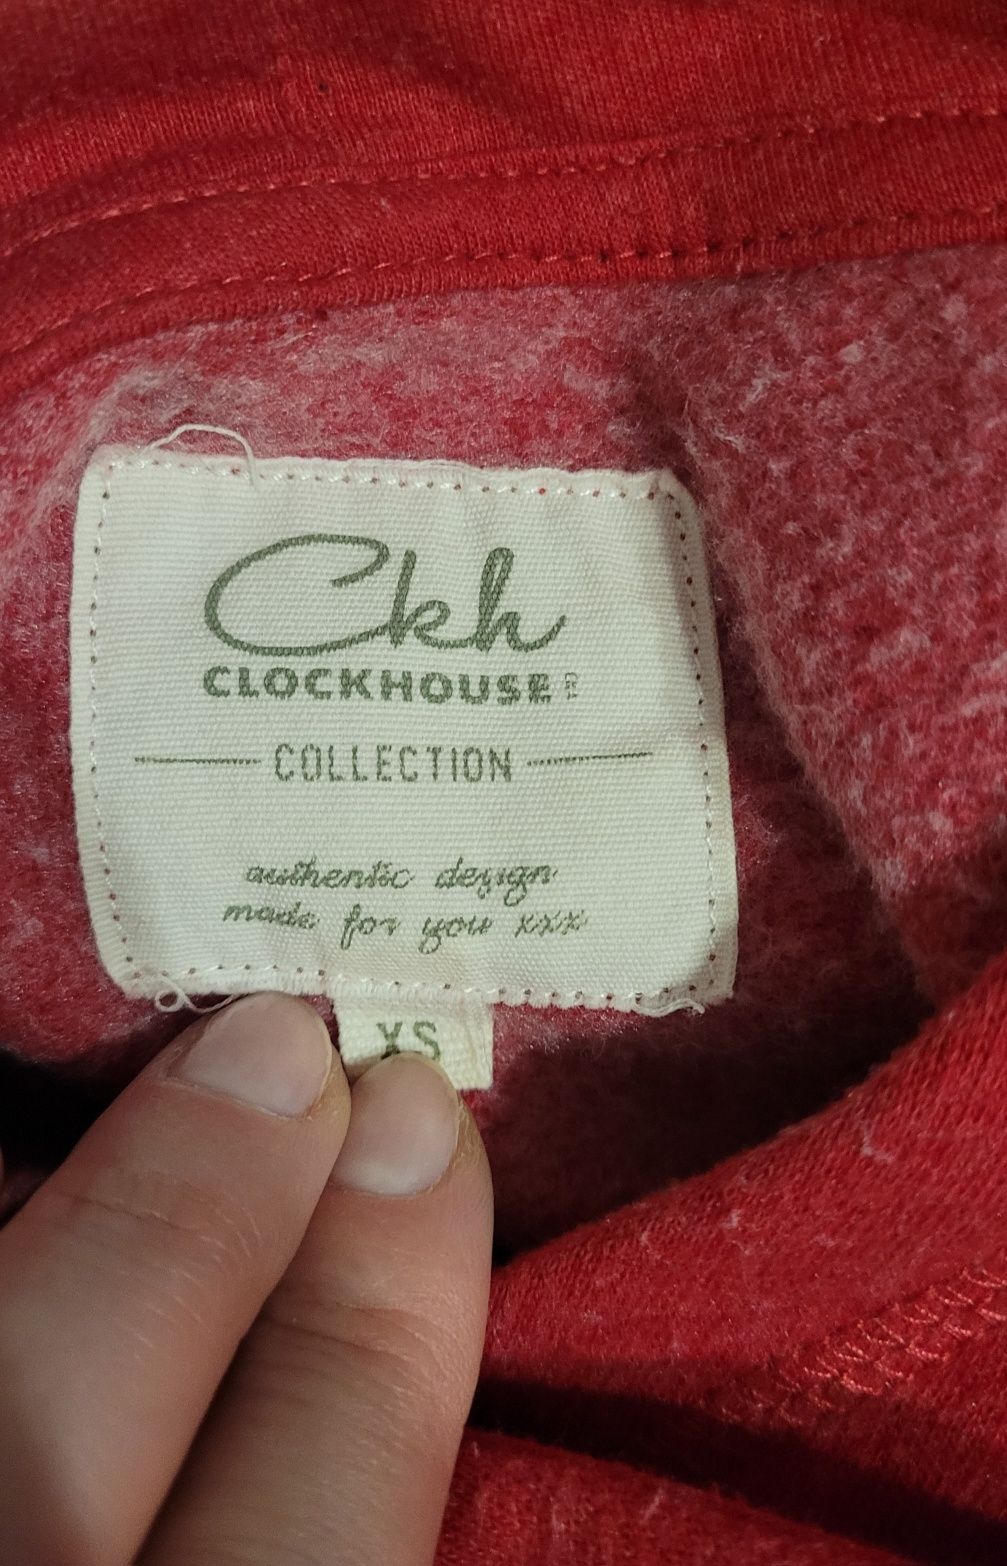 Ckh
CLOCKHOUSE
COLLECTION
authentic design
made for you xxx
XS